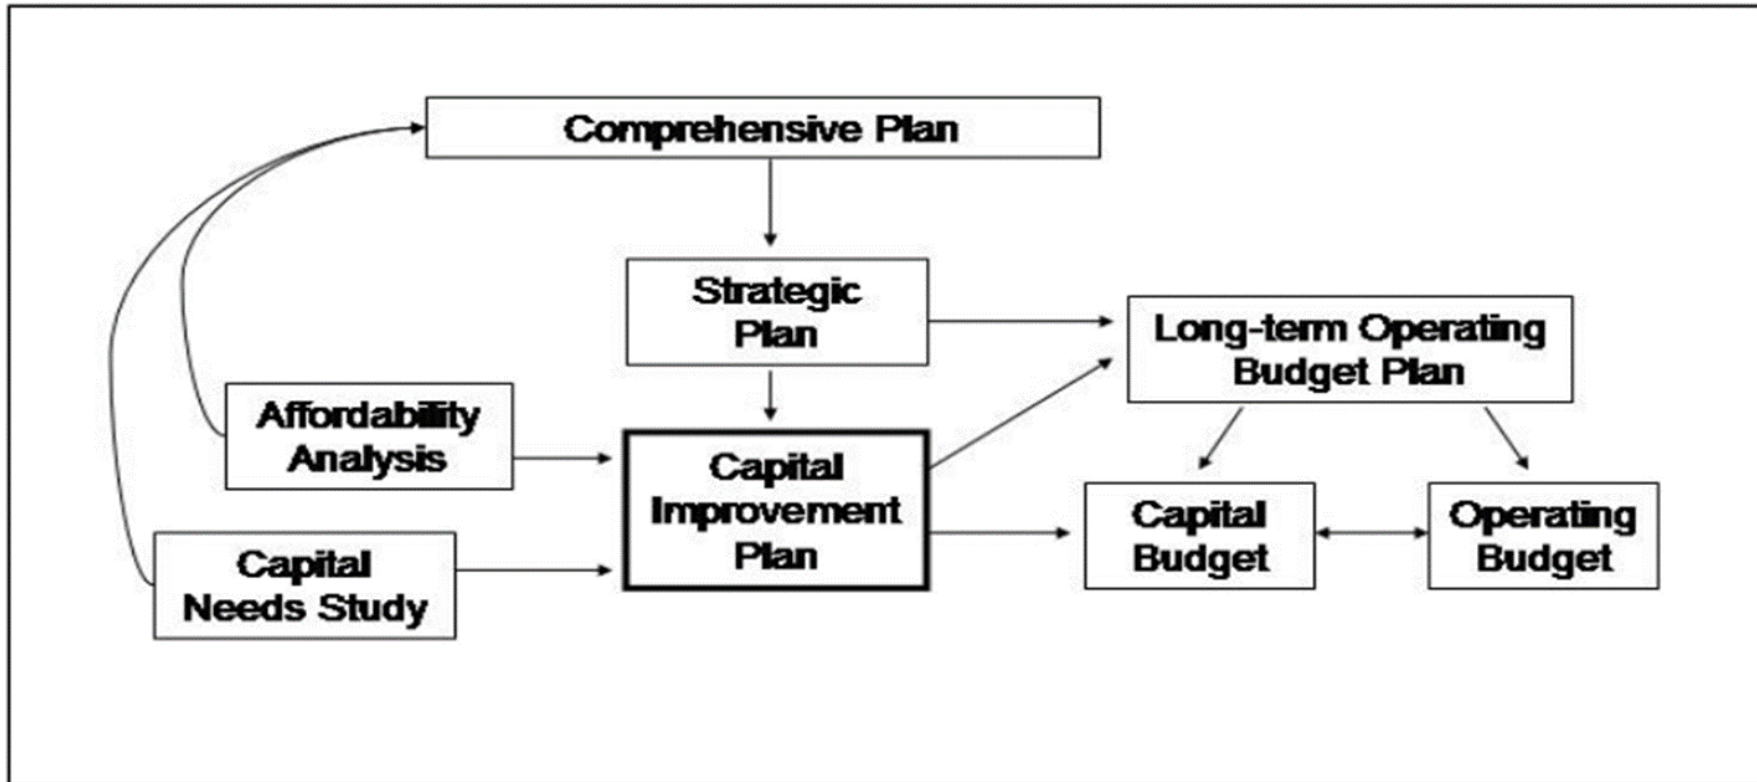 Comprehensive Plan
Strategic
Plan
Long-term Operating
Budget Plan
Affordability
Analysis
Capital
Improvement
Plan
Capital
Budget
Operating
Budget
Capital
Needs Study